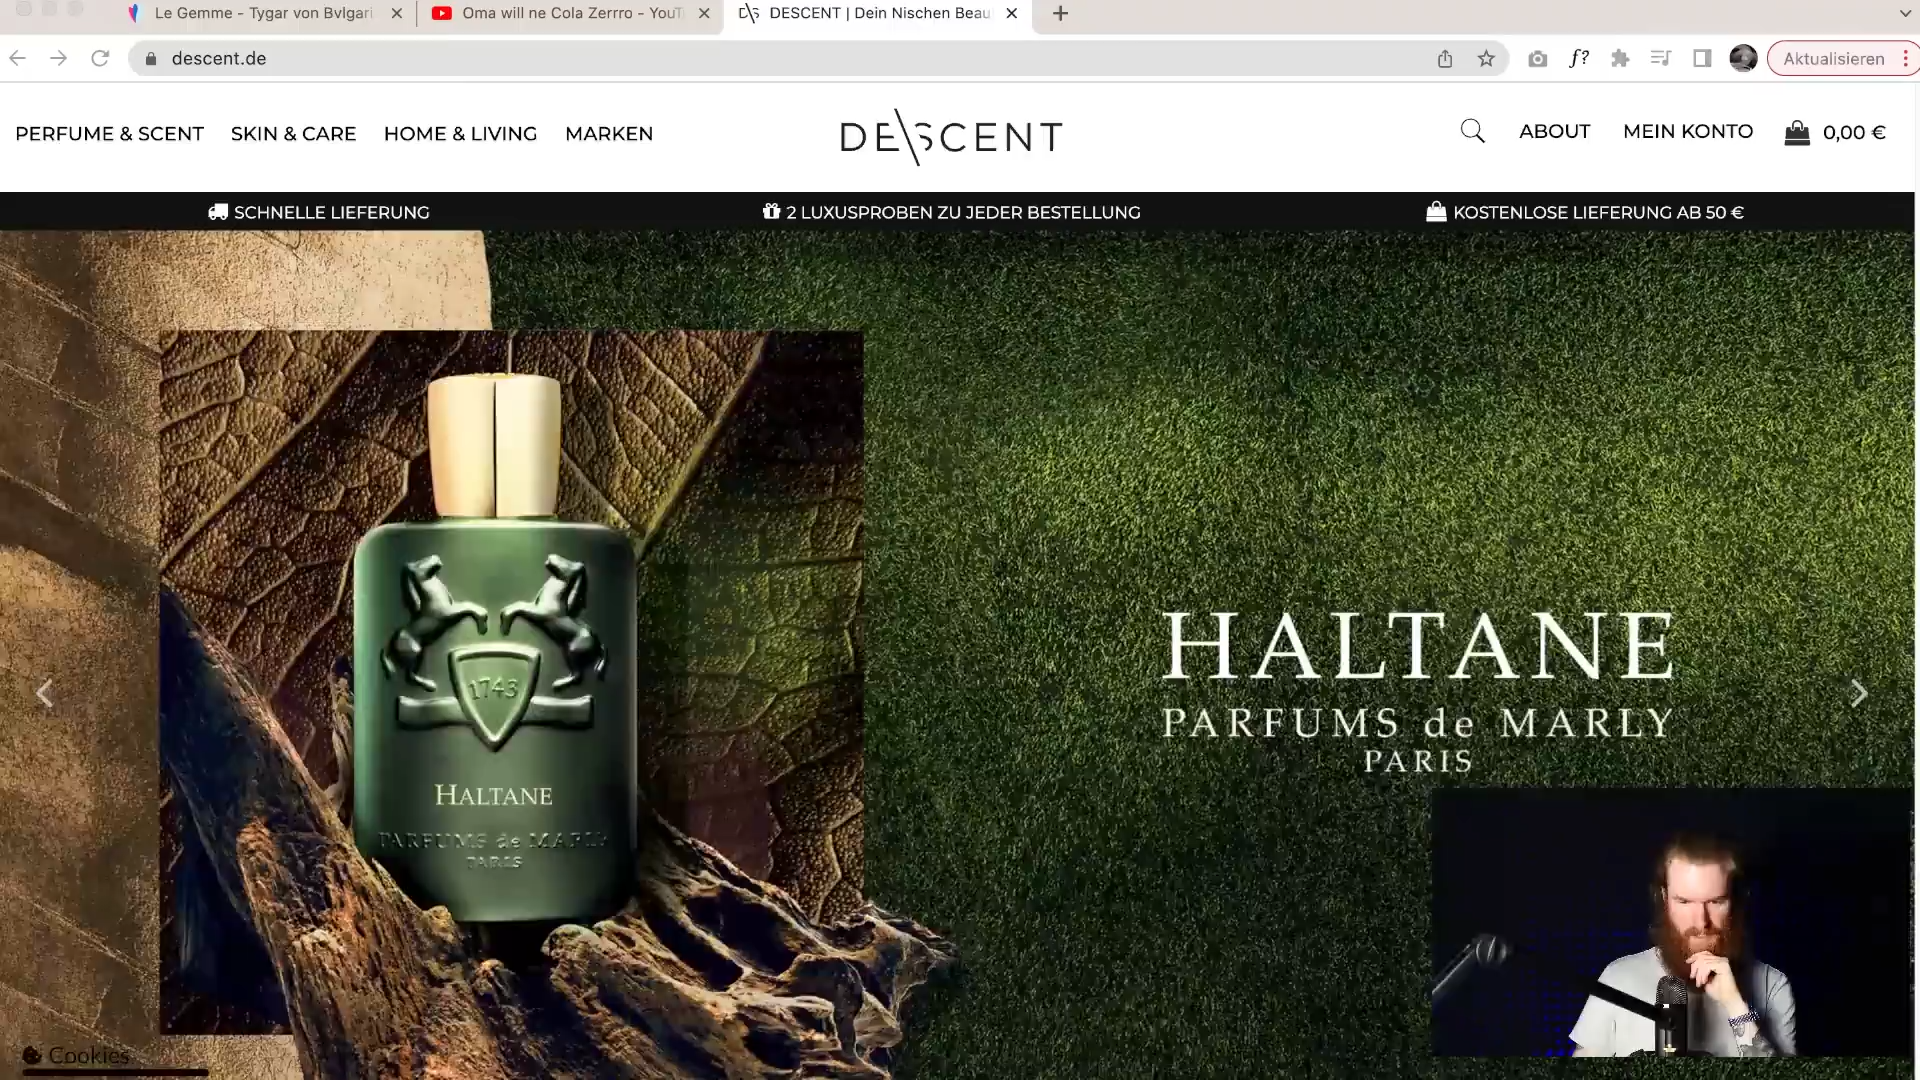 Le Gemme - Tygar von Bvlgari
Oma will ne Cola Zerrro - YouT
DESCENT | Dein Nischen Beau
descent.de
f?
Aktualisieren
PERFUME & SCENT
SKIN & CARE
HOME & LIVING
MARKEN
DE\SCENT
ABOUT
MEIN KONTO
0,00 €
SCHNELLE LIEFERUNG
2 LUXUSPROBEN ZU JEDER BESTELLUNG
KOSTENLOSE LIEFERUNG AB 50 €
1743
HALTANE
PARFUMS de MARLY
PARIS
HALTANE
PARFUMS de MARLY
PARIS
Cookies